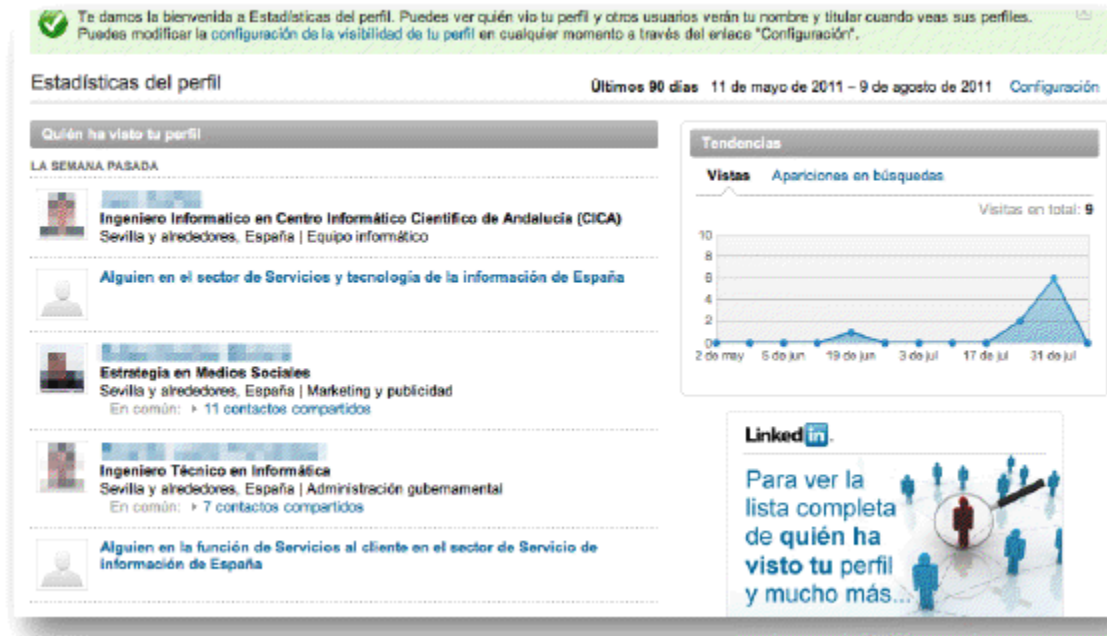 Te damos la bienvenida a Estadísticas del perfil. Puedes ver quién vio tu perfil y otros usuarios verán tu nombre y titular cuando veas sus perfiles.
Puedes modificar la configuración de la visibilidad de tu perfil en cualquier momento a través del enlace "Configuración".
Estadísticas del perfil
Últimos 90 días 11 de mayo de 2011 – 9 de agosto de 2011 Configuración
Quién ha visto tu perfil
LA SEMANA PASADA
Ingeniero Informatico en Centro Informático Científico de Andalucía (CICA)
Sevilla y alrededores, España | Equipo informático
Alguien en el sector de Servicios y tecnología de la información de España
Estrategia en Medios Sociales
Sevilla y alrededores, España | Marketing y publicidad
En común: 11 contactos compartidos
Ingeniero Técnico en Informática
Sevilla y alrededores, España | Administración gubernamental
En común: 7 contactos compartidos
Alguien en la función de Servicios al cliente en el sector de Servicio de
información de España
Tendencias
Vistas Apariciones en búsquedas
Visitas en total: 9
10
8
6
4
2
0
2 de may 5 de jun 19 de jun 3 de jul 17 de jul 31 de jul
Linked in.
Para ver la
lista completa
de quién ha
visto tu perfil
y mucho más...